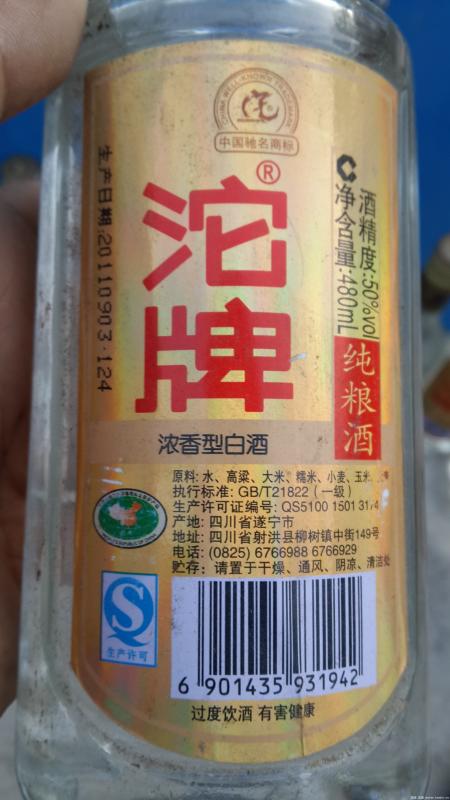 CHINA WELL-KNOWN TRADEMARK
中国驰名商标
®
沱
牌
酒精度:50%vol
净含量:480mL
纯粮酒
生产日期:20110903·124
浓香型白酒
原料: 水、高粱、大米、糯米、小麦、玉米
执行标准: GB/T21822 (一级)
生产许可证编号: QS5100 1501 3174
产地: 四川省遂宁市
地址: 四川省射洪县柳树镇中街149号
电话: (0825) 6766988 6766929
贮存: 请置于干燥、通风、阴凉、清洁处
QS
生产许可
6 901435 931942
过度饮酒 有害健康